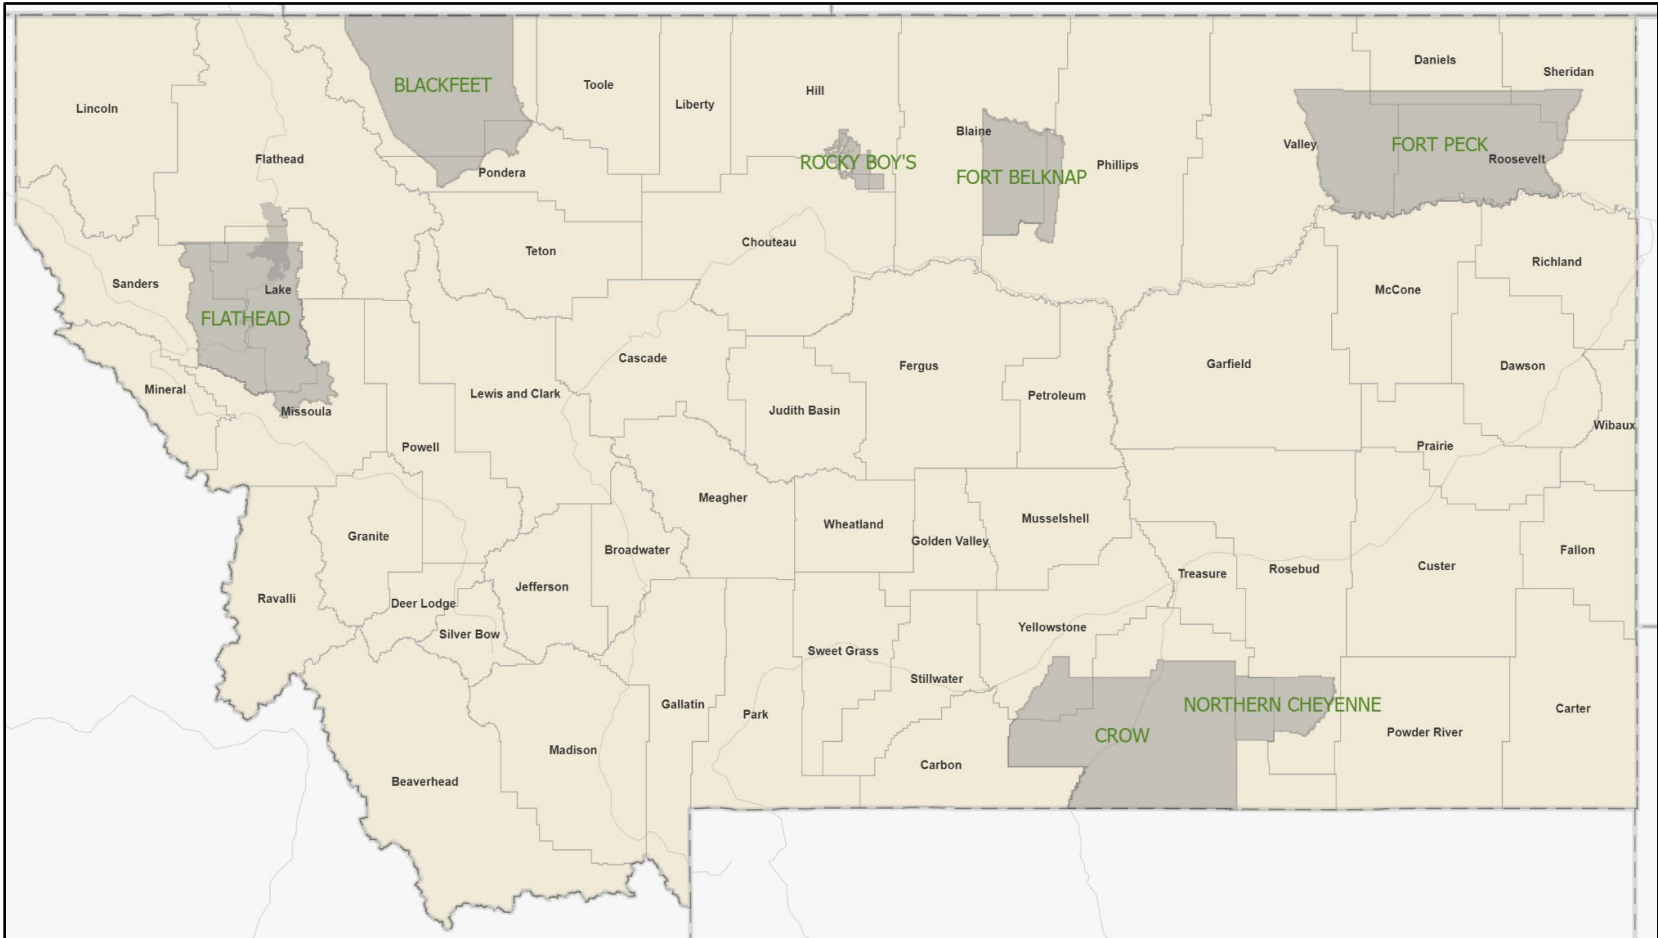 Daniels
Sheridan
BLACKFEET
Toole
Hill
Liberty
Lincoln
Blaine
Valley
FORT PECK
Roosevelt
Flathead
ROCKY BOY'S
Phillips
Pondera
FORT BELKNAP
Chouteau
Teton
Richland
Sanders
Lake
McCone
FLATHEAD
Cascade
Garfield
Fergus
Dawson
Mineral
Lewis and Clark
Petroleum
Missoula
Judith Basin
Wibaux
Powell
Prairie
Meagher
Musselshell
Wheatland
Granite
Golden Valley
Broadwater
Fallon
Custer
Rosebud
Treasure
Jefferson
Ravalli
Deer Lodge
Yellowstone
Silver Bow
Sweet Grass
Stillwater
Gallatin
NORTHERN CHEYENNE
Carter
Park
Powder River
CROW
Madison
Carbon
Beaverhead